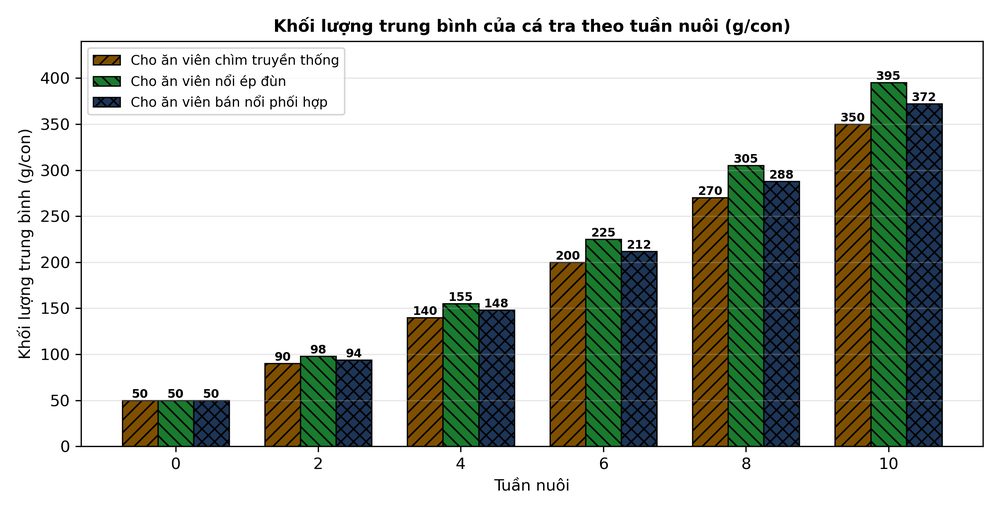 Khối lượng trung bình của cá tra theo tuần nuôi (g/con)
Cho ăn viên chìm truyền thống
Cho ăn viên nổi ép đùn
Cho ăn viên bán nổi phối hợp
Khối lượng trung bình (g/con)
400
350
300
250
200
150
100
50
0
50 50 50
90 98 94
140 155 148
200 225 212
270 305 288
350 395 372
0 2 4 6 8 10
Tuần nuôi